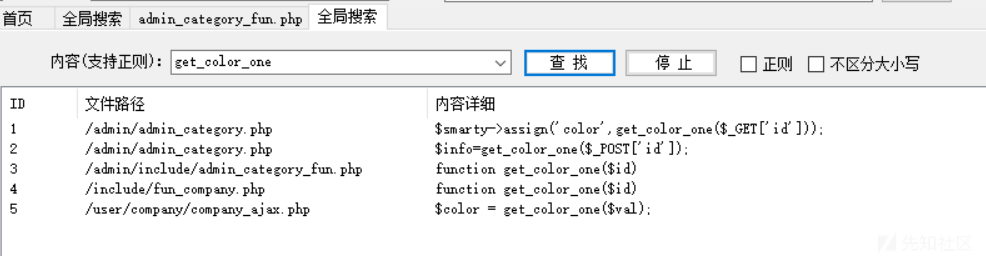 首页 全局搜索 admin_category_fun.php 全局搜索
内容(支持正则): get_color_one 查 找 停 止 正则 不区分大小写
ID 文件路径 内容详细
1 /admin/admin_category.php $smarty->assign('color',get_color_one($_GET['id']));
2 /admin/admin_category.php $info=get_color_one($_POST['id']);
3 /admin/include/admin_category_fun.php function get_color_one($id)
4 /include/fun_company.php function get_color_one($id)
5 /user/company/company_ajax.php $color = get_color_one($val);
先知社区